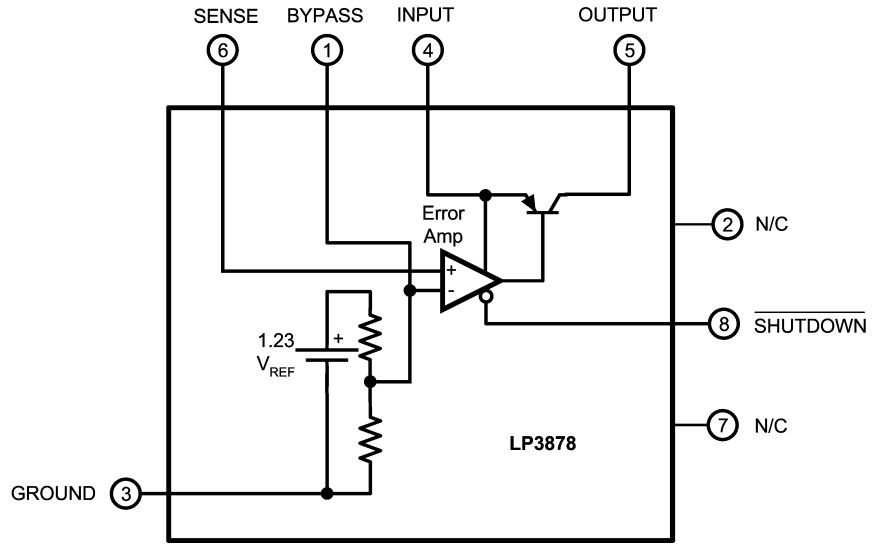 SENSE BYPASS INPUT OUTPUT
6 1 4 5
Error
Amp
2 N/C
+
-
8 SHUTDOWN
1.23 +
VREF
7 N/C
LP3878
GROUND 3